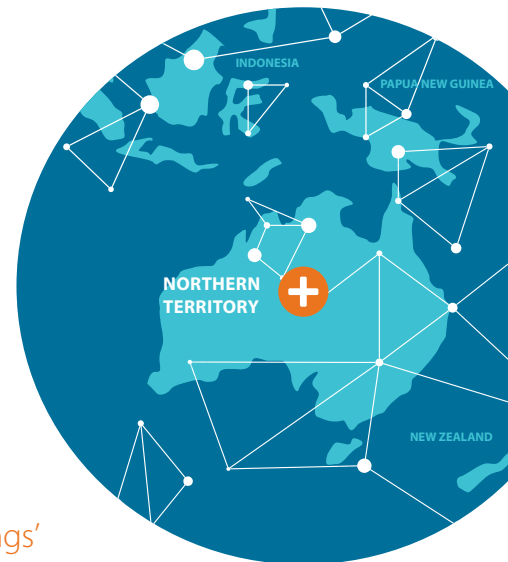 INDONESIA
PAPUA NEW GUINEA
NORTHERN
TERRITORY
NEW ZEALAND